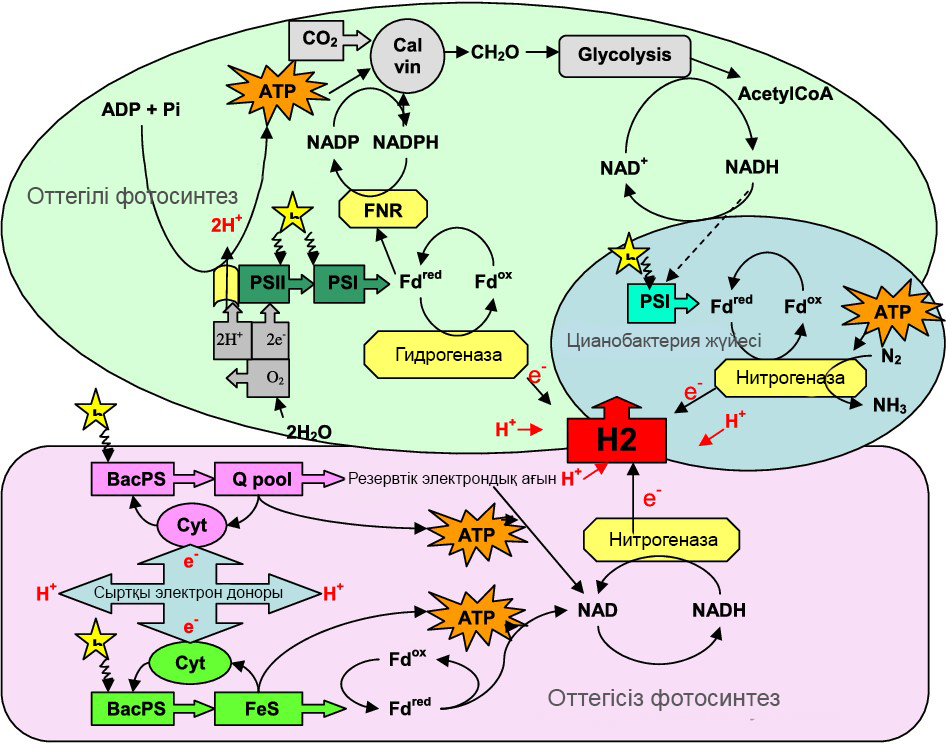 CO₂
Cal
vin
CH₂O
Glycolysis
AcetylCoA
ATP
ADP + Pi
NADP
NADPH
NAD⁺
NADH
Оттегілі фотосинтез
FNR
2H⁺
PSII
PSI
Fdʳᵉᵈ
Fdᵒˣ
2H⁺
2e⁻
O₂
2H₂O
Гидрогеназа
e⁻
PSI
Fdʳᵉᵈ
Fdᵒˣ
ATP
Цианобактерия жүйесі
N₂
Нитрогеназа
NH₃
e⁻
H⁺
H⁺
H2
H⁺
e⁻
BacPS
Q pool
Резервтік электрондық ағын
Cyt
ATP
Нитрогеназа
e⁻
H⁺
Сыртқы электрон доноры
H⁺
e⁻
ATP
NAD
NADH
Cyt
Fdᵒˣ
BacPS
FeS
Fdʳᵉᵈ
Оттегісіз фотосинтез